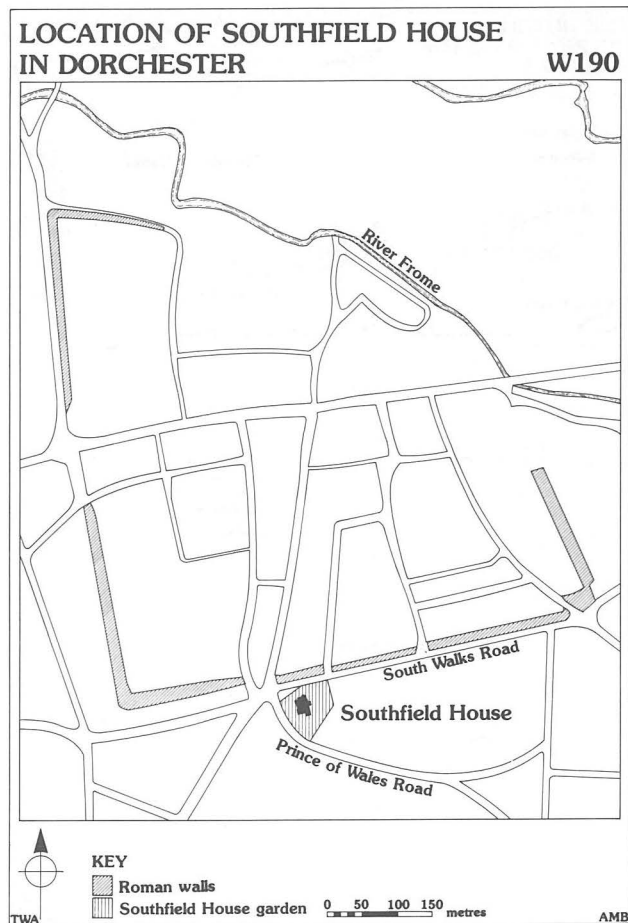 LOCATION OF SOUTHFIELD HOUSE
IN DORCHESTER W190
River Frome
South Walks Road
Southfield House
Prince of Wales Road
KEY
Roman walls
Southfield House garden
0 50 100 150 metres
TWA
AMB